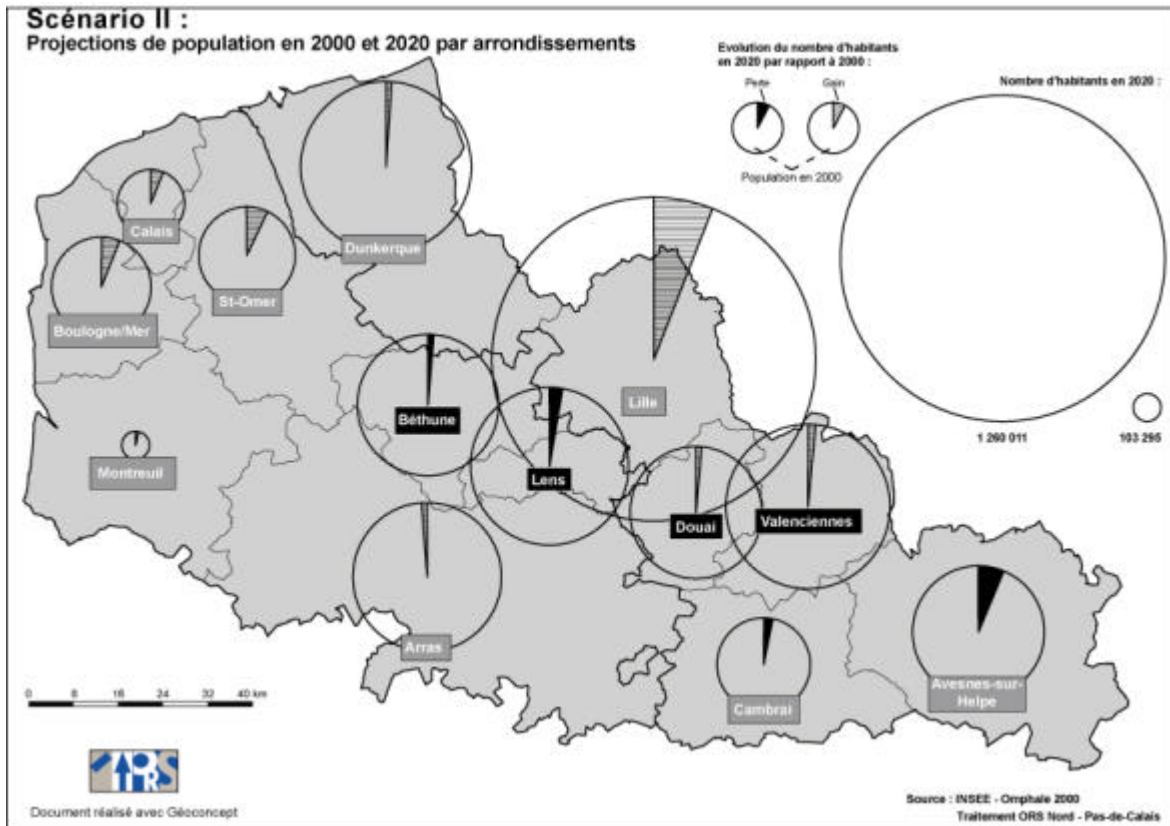 Scénario II :
Projections de population en 2000 et 2020 par arrondissements
Evolution du nombre d'habitants
en 2020 par rapport à 2000 :
Perte
Gain
Population en 2000
Nombre d'habitants en 2020 :
1 260 011
103 295
Calais
Dunkerque
St-Omer
Boulogne/Mer
Lille
Béthune
Montreuil
Lens
Douai
Valenciennes
Arras
Cambrai
Avesnes-sur-
Helpe
0 8 16 24 32 40 km
ORS
Document réalisé avec Géoconcept
Source : INSEE - Omphale 2000
Traitement ORS Nord - Pas-de-Calais